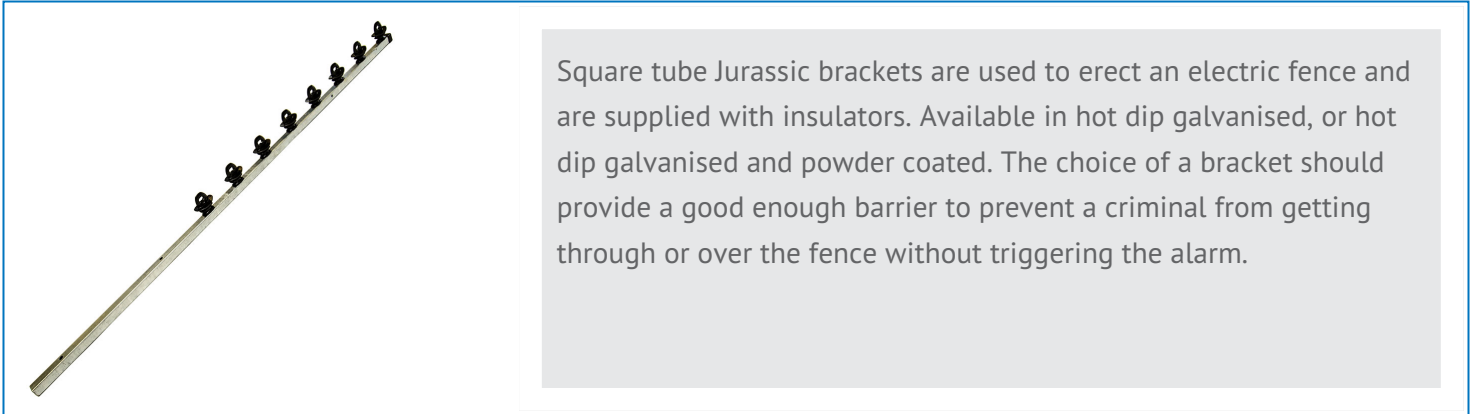 Square tube Jurassic brackets are used to erect an electric fence and
are supplied with insulators. Available in hot dip galvanised, or hot
dip galvanised and powder coated. The choice of a bracket should
provide a good enough barrier to prevent a criminal from getting
through or over the fence without triggering the alarm.